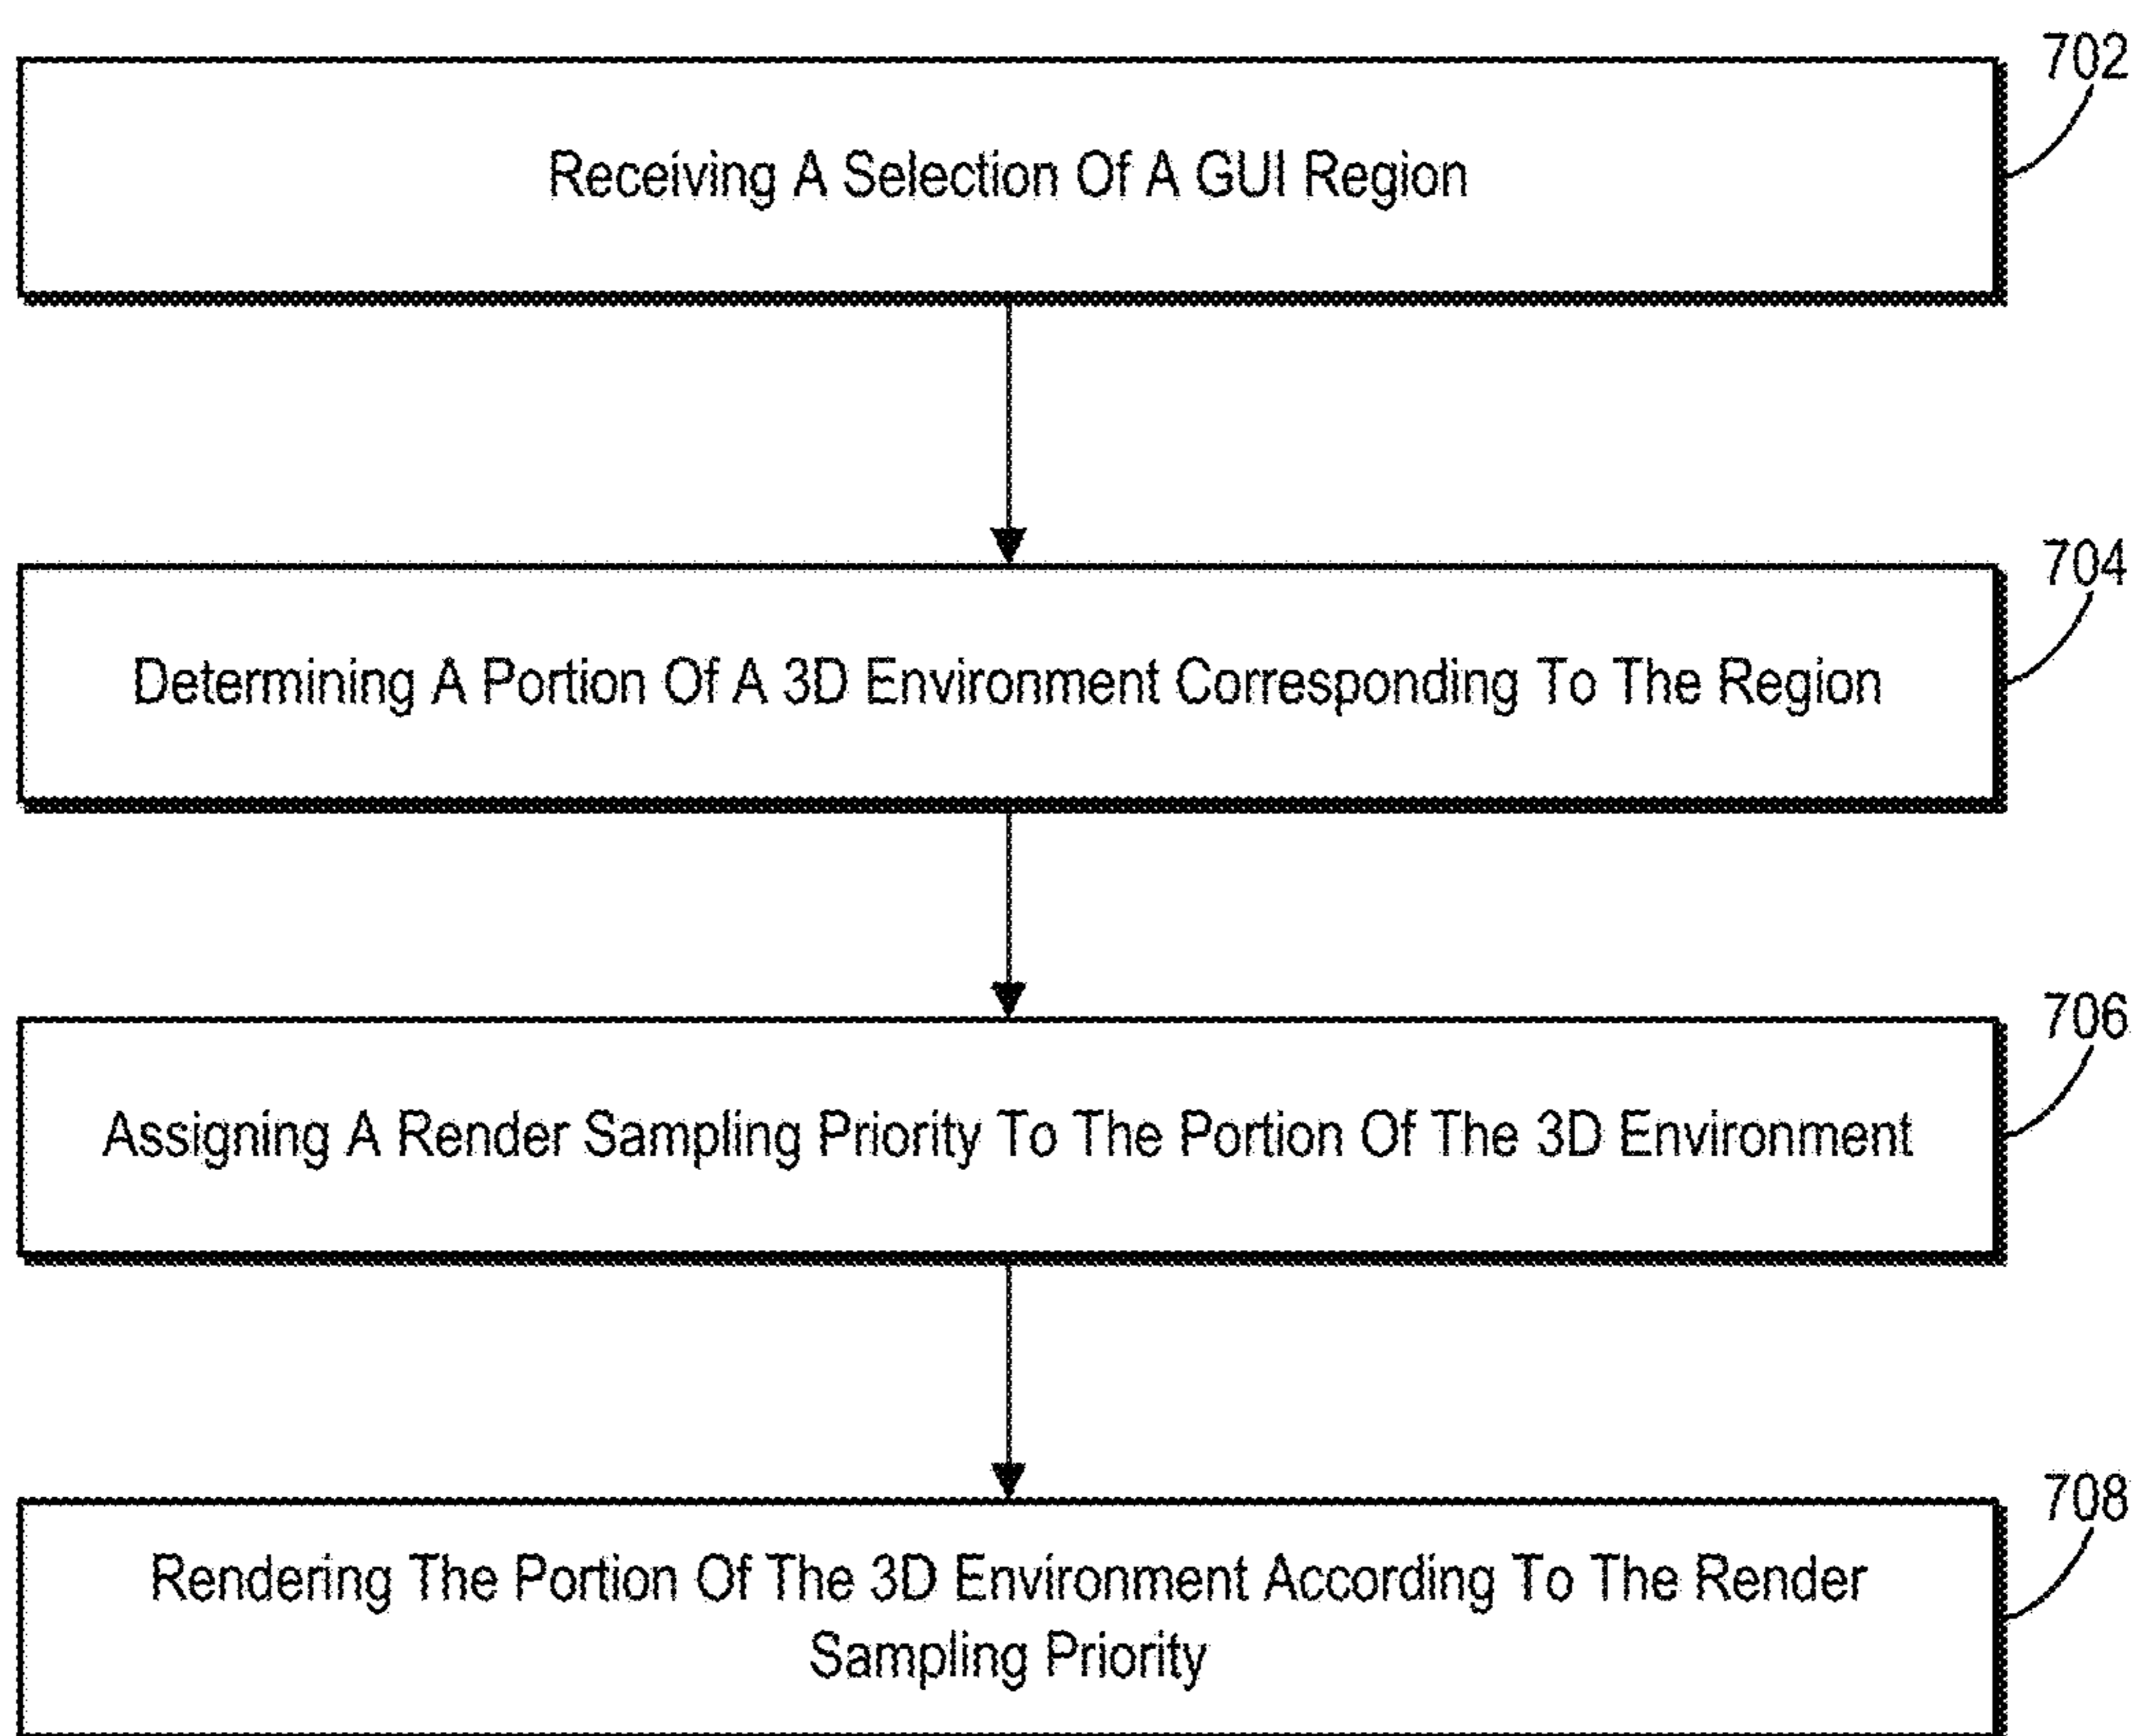 702
Receiving A Selection Of A GUI Region
704
Determining A Portion Of A 3D Environment Corresponding To The Region
706
Assigning A Render Sampling Priority To The Portion Of The 3D Environment
708
Rendering The Portion Of The 3D Environment According To The Render
Sampling Priority